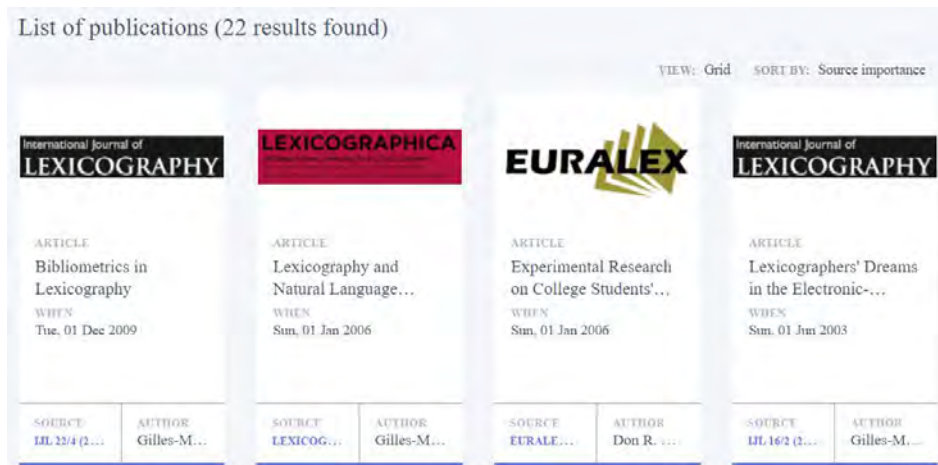 List of publications (22 results found)
VIEW: Grid SORT BY: Source importance
International Journal of
LEXICOGRAPHY
ARTICLE
Bibliometrics in
Lexicography
WHEN
Tue, 01 Dec 2009
SOURCE
IJL 22/4 (2...
AUTHOR
Gilles-M...
LEXICOGRAPHICA
ARTICLE
Lexicography and
Natural Language...
WHEN
Sun, 01 Jan 2006
SOURCE
LEXICOG...
AUTHOR
Gilles-M...
EURALEX
ARTICLE
Experimental Research
on College Students'...
WHEN
Sun, 01 Jan 2006
SOURCE
EURALE...
AUTHOR
Don R. ...
International Journal of
LEXICOGRAPHY
ARTICLE
Lexicographers' Dreams
in the Electronic-...
WHEN
Sun, 01 Jun 2003
SOURCE
IJL 16/2 (2...
AUTHOR
Gilles-M...